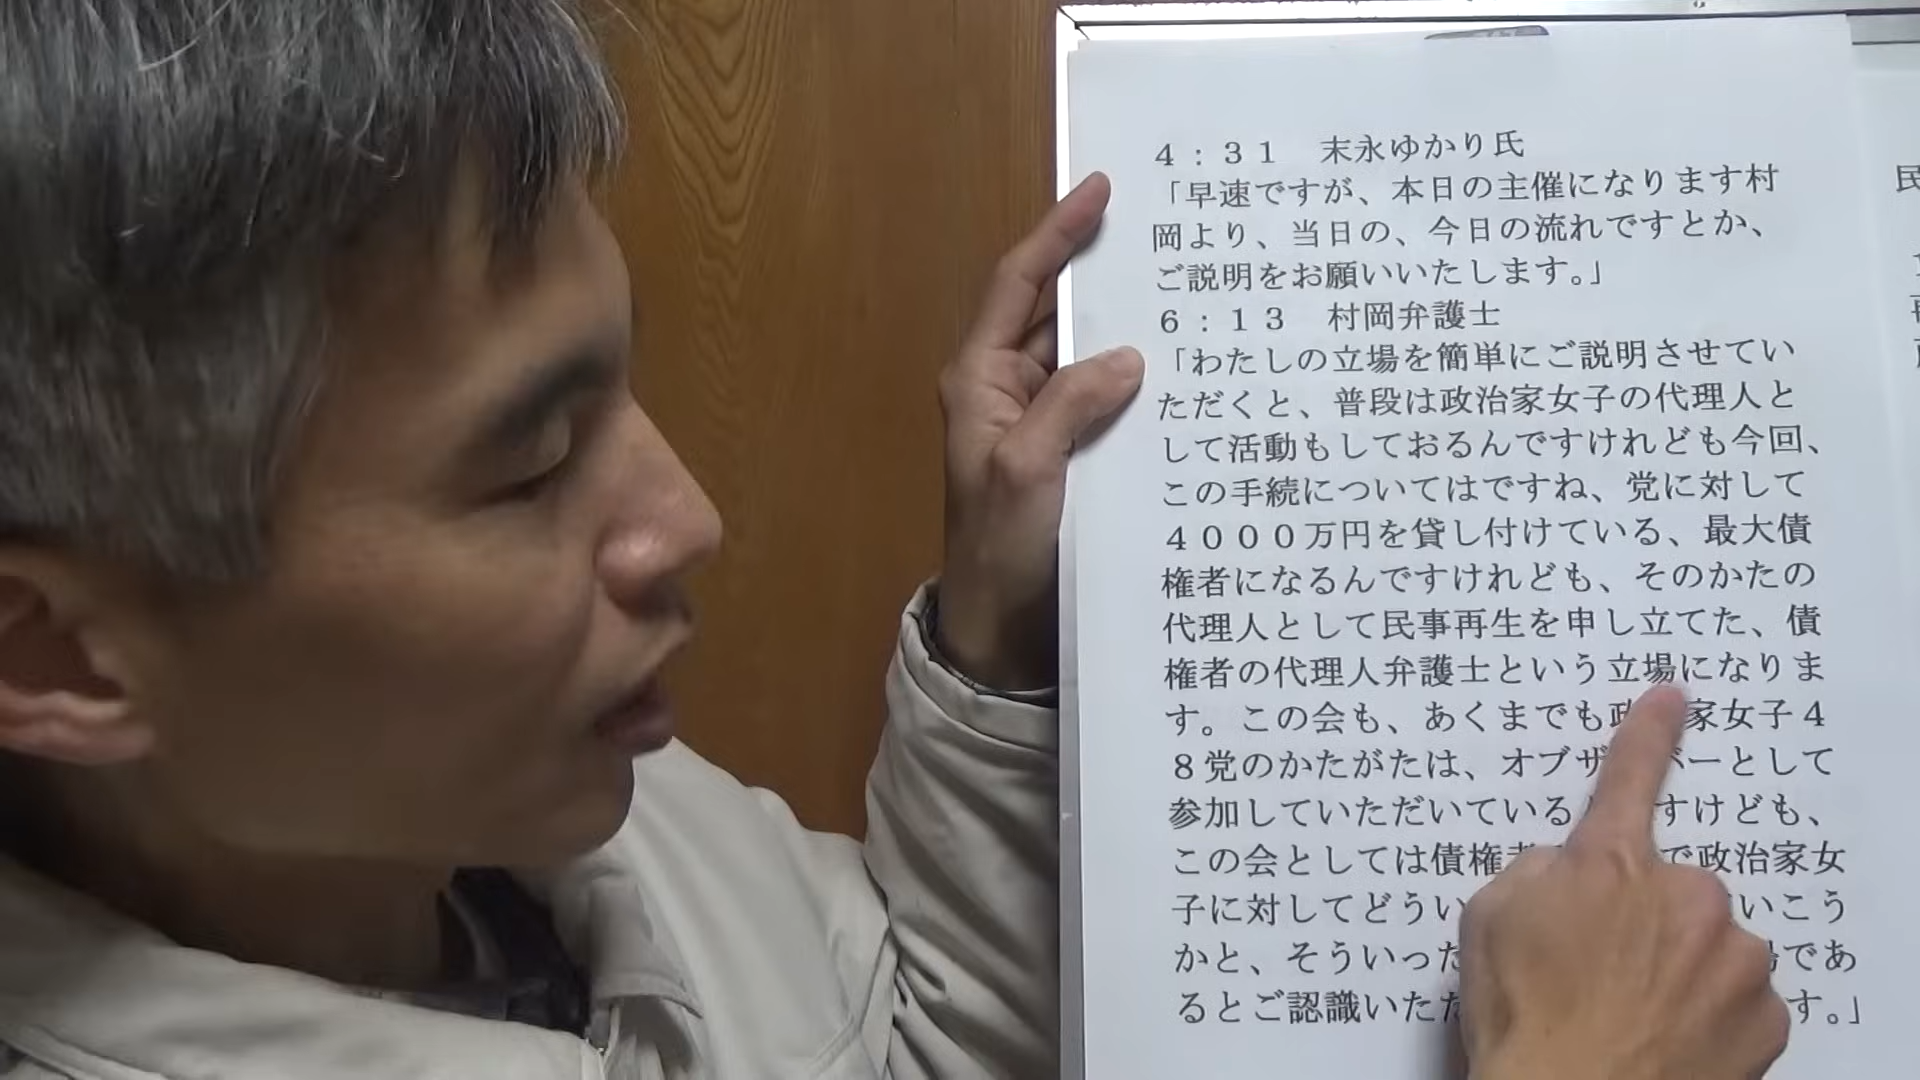 4：31　末永ゆかり氏
「早速ですが、本日の主催になります村
岡より、当日の、今日の流れですとか、
ご説明をお願いいたします。」
6：13　村岡弁護士
「わたしの立場を簡単にご説明させてい
ただくと、普段は政治家女子の代理人と
して活動もしておるんですけれども今回、
この手続についてはですね、党に対して
4000万円を貸し付けている、最大債
権者になるんですけれども、そのかたの
代理人として民事再生を申し立てた、債
権者の代理人弁護士という立場になりま
す。この会も、あくまでも政 家女子4
8党のかたがたは、オブザ バーとして
参加していただいている すけども、
この会としては債権 で政治家女
子に対してどうい いこう
かと、そういった であ
るとご認識いただ す。」
民